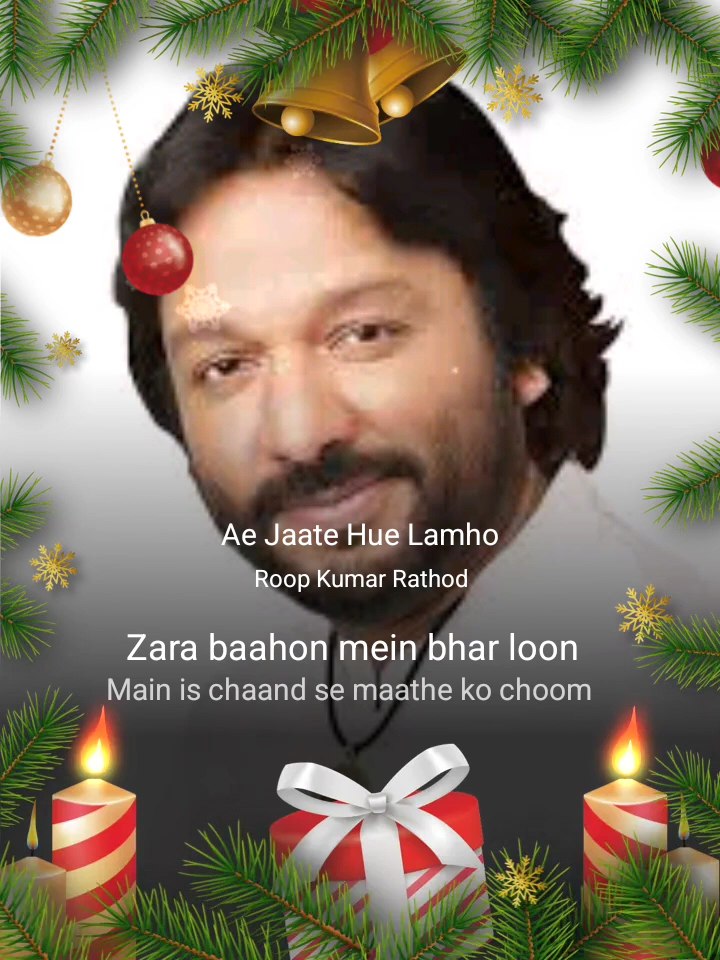 Ae Jaate Hue Lamho
Roop Kumar Rathod
Zara baahon mein bhar loon
Main is chaand se maathe ko choom